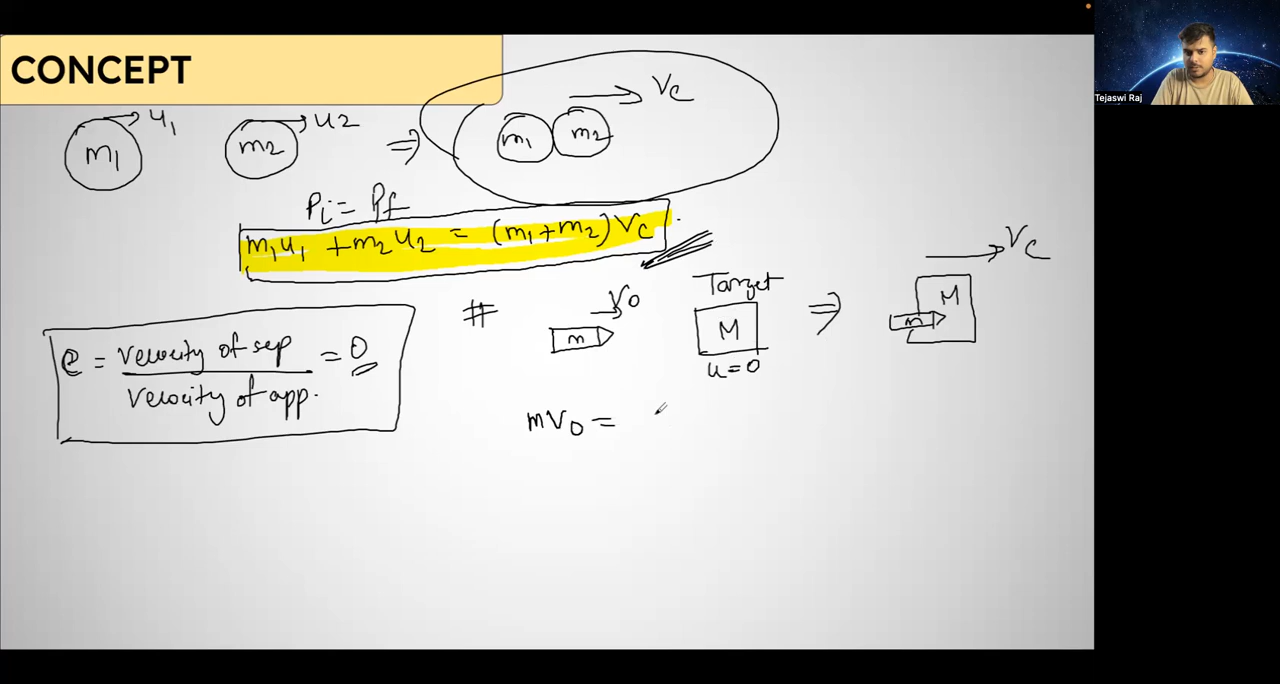 CONCEPT
Tejaswi Raj
m₁ u₁ m₂ u₂ ⇒ m₁ m₂ Vc
Pi = Pf
m₁u₁ + m₂u₂ = (m₁+m₂)Vc
# m V₀ Target M u=0 ⇒ m M Vc
e = velocity of sep / velocity of app. = 0
mV₀ =